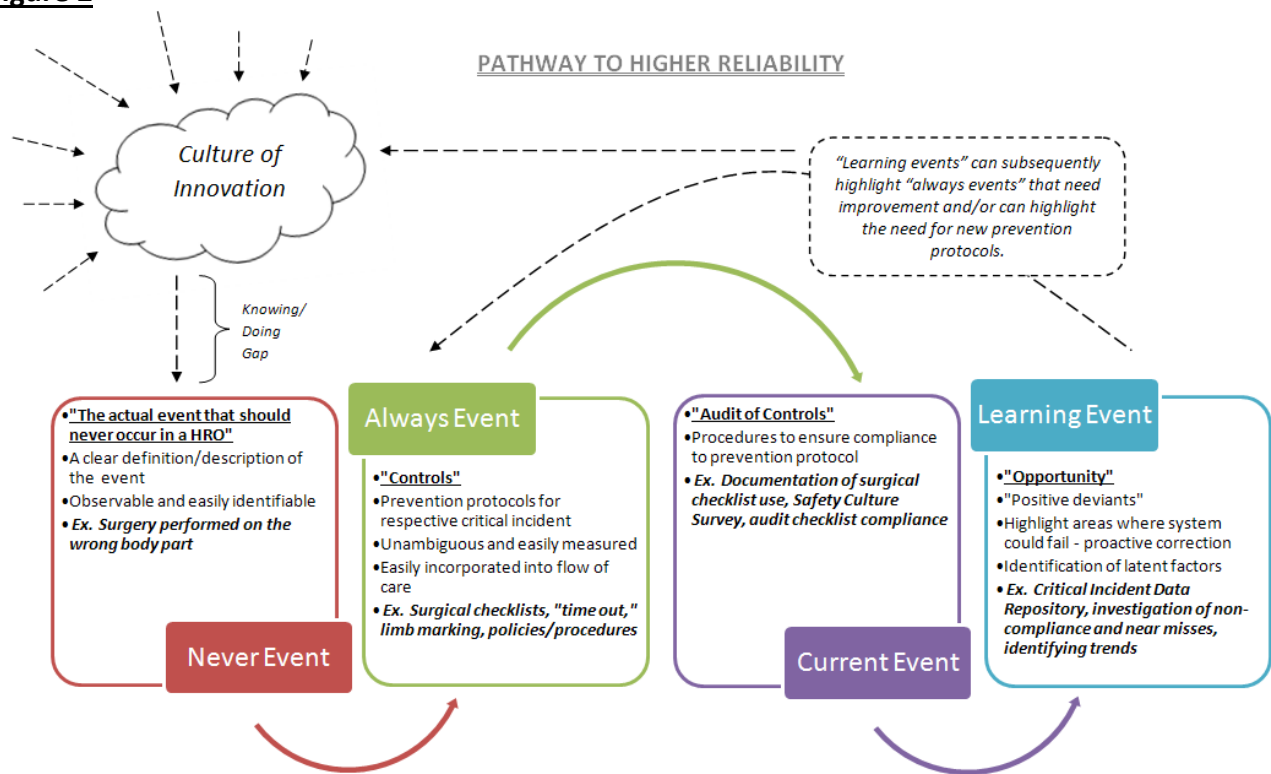 PATHWAY TO HIGHER RELIABILITY
Culture of
Innovation
"Learning events" can subsequently
highlight "always events" that need
improvement and/or can highlight
the need for new prevention
protocols.
Knowing/
Doing
Gap
•"The actual event that should
never occur in a HRO"
•A clear definition/description of
the event
•Observable and easily identifiable
•Ex. Surgery performed on the
wrong body part
Never Event
Always Event
•"Controls"
•Prevention protocols for
respective critical incident
•Unambiguous and easily measured
•Easily incorporated into flow of
care
•Ex. Surgical checklists, "time out,"
limb marking, policies/procedures
•"Audit of Controls"
•Procedures to ensure compliance
to prevention protocol
•Ex. Documentation of surgical
checklist use, Safety Culture
Survey, audit checklist compliance
Current Event
Learning Event
•"Opportunity"
•"Positive deviants"
•Highlight areas where system
could fail - proactive correction
•Identification of latent factors
•Ex. Critical Incident Data
Repository, investigation of non-
compliance and near misses,
identifying trends